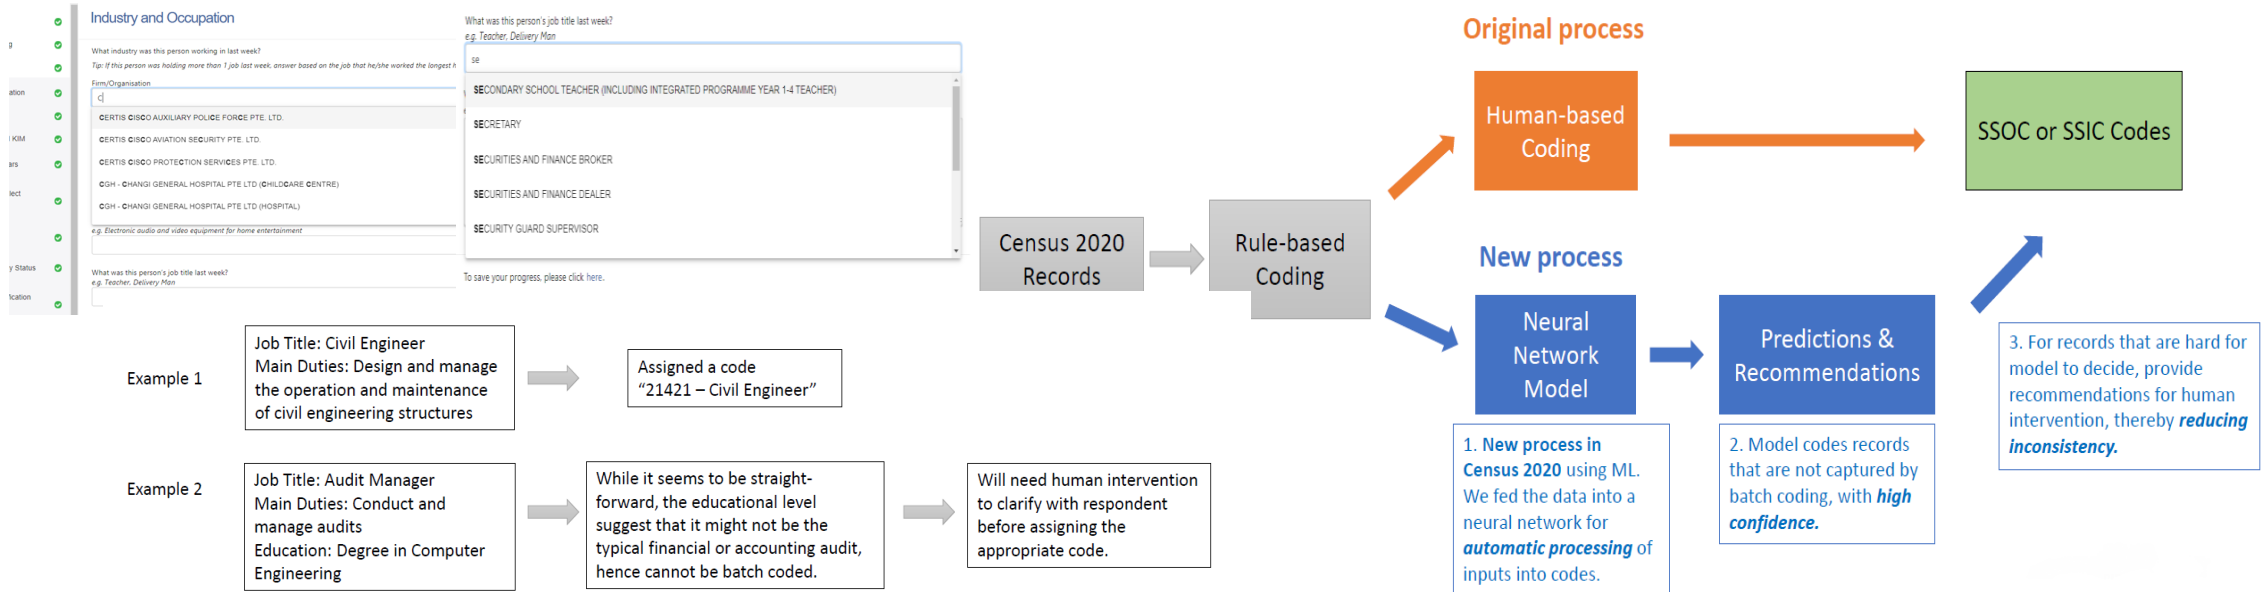 Industry and Occupation
What industry was this person working in last week?
Tip: If this person was holding more than 1 job last week, answer based on the job that he/she worked the longest h
Firm/Organisation
c
CERTIS CISCO AUXILIARY POLICE FORCE PTE. LTD.
CERTIS CISCO AVIATION SECURITY PTE. LTD.
CERTIS CISCO PROTECTION SERVICES PTE. LTD.
CGH - CHANGI GENERAL HOSPITAL PTE LTD (CHILDCARE CENTRE)
CGH - CHANGI GENERAL HOSPITAL PTE LTD (HOSPITAL)
e.g. Electronic audio and video equipment for home entertainment
What was this person's job title last week?
e.g. Teacher, Delivery Man
g
ation
KIM
ars
lect
y Status
ication
What was this person's job title last week?
e.g. Teacher, Delivery Man
se
SECONDARY SCHOOL TEACHER (INCLUDING INTEGRATED PROGRAMME YEAR 1-4 TEACHER)
SECRETARY
SECURITIES AND FINANCE BROKER
SECURITIES AND FINANCE DEALER
SECURITY GUARD SUPERVISOR
To save your progress, please click here.
Example 1
Job Title: Civil Engineer
Main Duties: Design and manage
the operation and maintenance
of civil engineering structures
Assigned a code
“21421 – Civil Engineer”
Example 2
Job Title: Audit Manager
Main Duties: Conduct and
manage audits
Education: Degree in Computer
Engineering
While it seems to be straight-
forward, the educational level
suggest that it might not be the
typical financial or accounting audit,
hence cannot be batch coded.
Will need human intervention
to clarify with respondent
before assigning the
appropriate code.
Census 2020
Records
Rule-based
Coding
Original process
Human-based
Coding
SSOC or SSIC Codes
New process
Neural
Network
Model
Predictions &
Recommendations
1. New process in
Census 2020 using ML.
We fed the data into a
neural network for
automatic processing of
inputs into codes.
2. Model codes records
that are not captured by
batch coding, with high
confidence.
3. For records that are hard for
model to decide, provide
recommendations for human
intervention, thereby reducing
inconsistency.